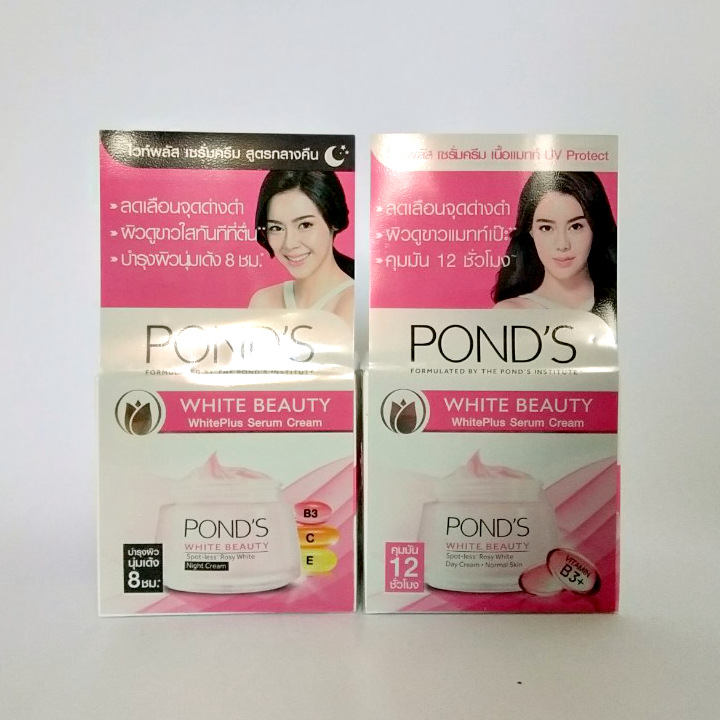 ไวท์พลัส เซรั่มครีม สูตรกลางคืน
ลดเลือนจุดด่างดำ
ผิวดูขาวใสทันทีที่ตื่น**
บำรุงผิวนุ่มเด้ง 8 ชม.*
POND'S
FORMULATED BY THE POND'S INSTITUTE
WHITE BEAUTY
WhitePlus Serum Cream
B3
C
E
POND'S
WHITE BEAUTY
Spot-less Rosy White
Night Cream
บำรุงผิว
นุ่มเด้ง
8 ชม.*
เซรั่มครีม เนื้อแมทท์ UV Protect
ลดเลือนจุดด่างดำ
ผิวดูขาวแมทท์เป๊ะ
คุมมัน 12 ชั่วโมง
POND'S
FORMULATED BY THE POND'S INSTITUTE
WHITE BEAUTY
WhitePlus Serum Cream
POND'S
WHITE BEAUTY
Spot-less Rosy White
Day Cream • Normal Skin
คุมมัน
12
ชั่วโมง
VITAMIN
B3+